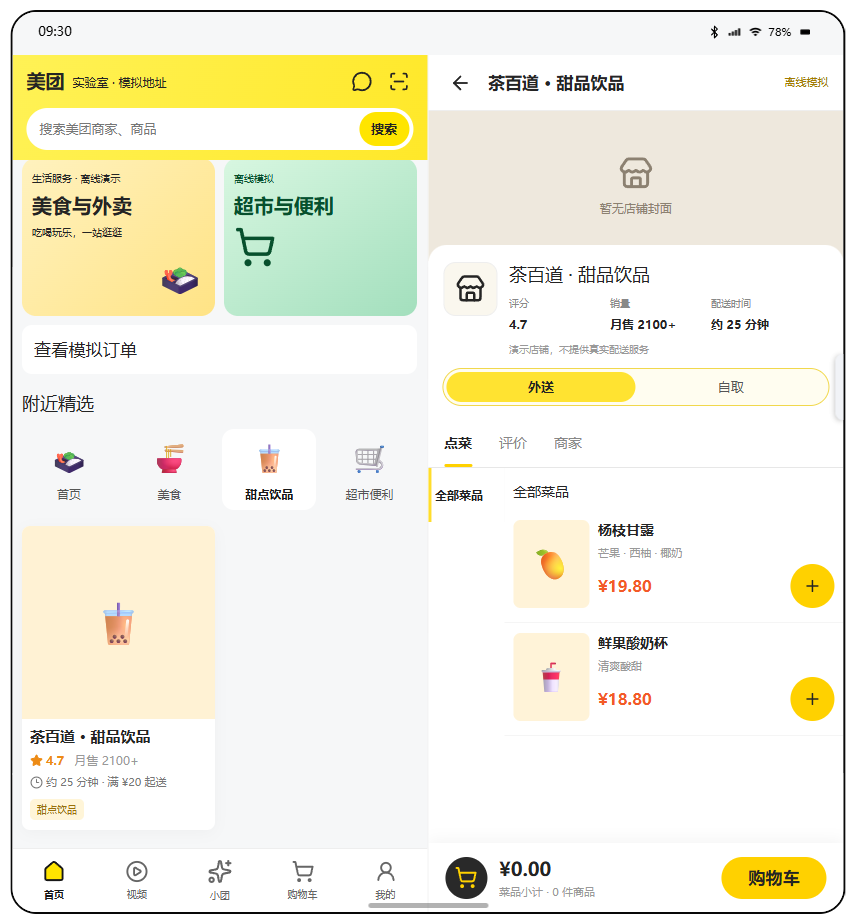 09:30
78%
美团 实验室 · 模拟地址
搜索美团商家、商品
搜索
生活服务 · 离线演示
美食与外卖
吃喝玩乐，一站逛逛
离线模拟
超市与便利
查看模拟订单
附近精选
首页
美食
甜点饮品
超市便利
茶百道 • 甜品饮品
4.7 月售 2100+
约 25 分钟 · 满 ¥20 起送
甜点饮品
首页
视频
小团
购物车
我的
茶百道 • 甜品饮品
离线模拟
暂无店铺封面
茶百道 · 甜品饮品
评分 销量 配送时间
4.7 月售 2100+ 约 25 分钟
演示店铺，不提供真实配送服务
外送 自取
点菜 评价 商家
全部菜品
全部菜品
杨枝甘露
芒果 · 西柚 · 椰奶
¥19.80
鲜果酸奶杯
清爽酸甜
¥18.80
¥0.00
菜品小计 · 0 件商品
购物车